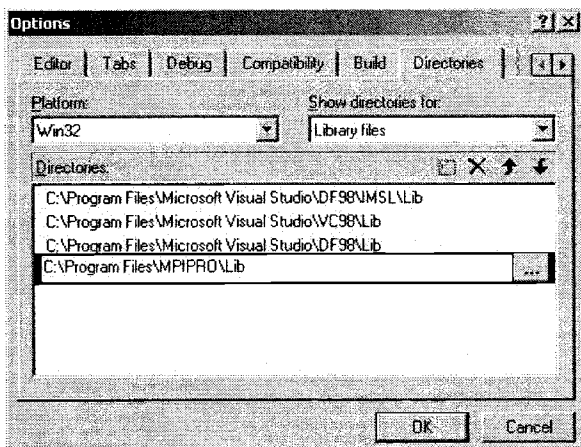 Options
Editor Tabs Debug Compatibility Build Directories
Platform: Show directories for:
Win32 Library files
Directories:
C:\Program Files\Microsoft Visual Studio\DF98\IMSL\Lib
C:\Program Files\Microsoft Visual Studio\VC98\Lib
C:\Program Files\Microsoft Visual Studio\DF98\Lib
C:\Program Files\MPIPRO\Lib ...
OK Cancel